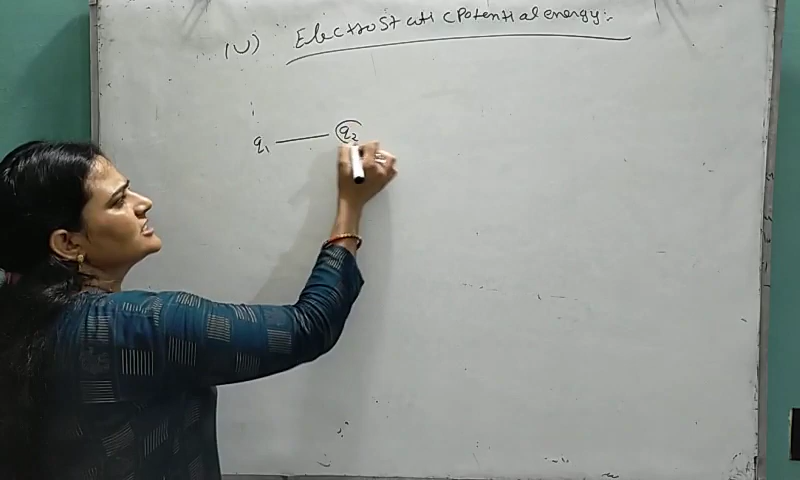 (U) Electrostatic Potential energy:
q₁ — q₂